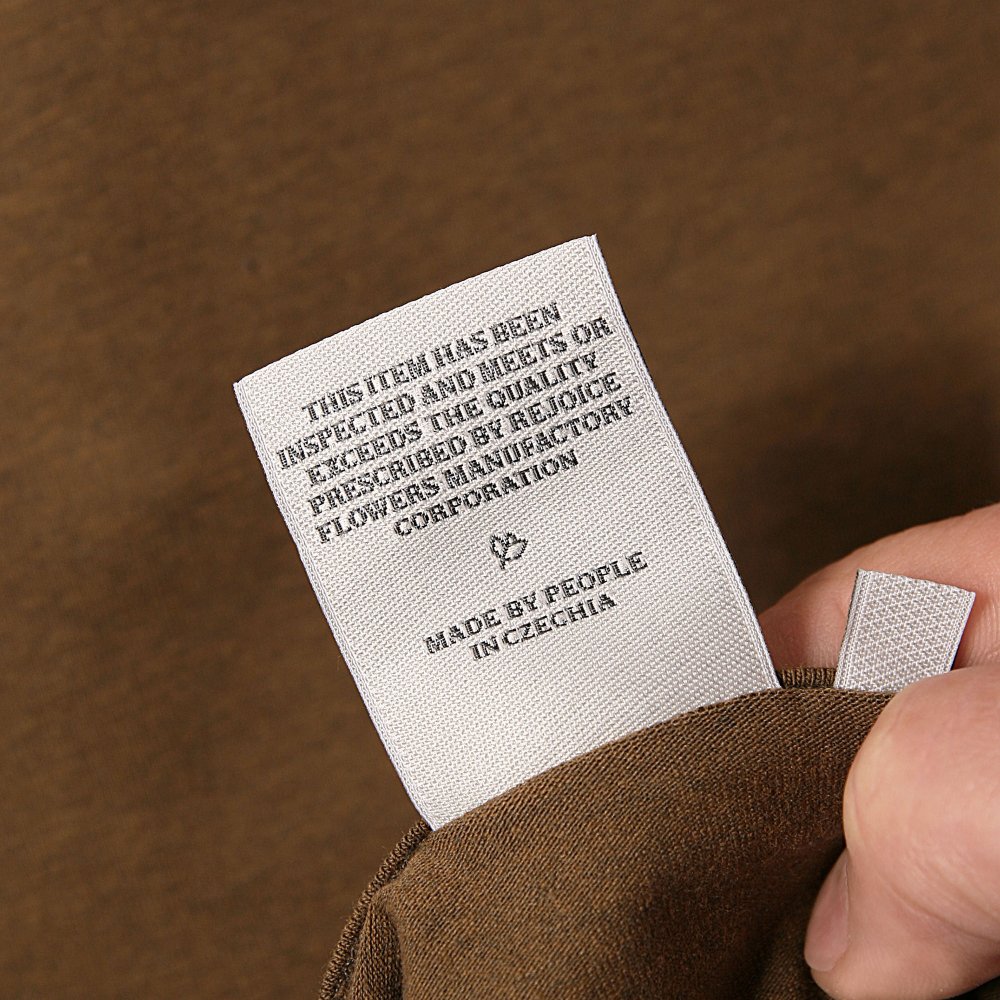 THIS ITEM HAS BEEN
INSPECTED AND MEETS OR
EXCEEDS THE QUALITY
PRESCRIBED BY REJOICE
FLOWERS MANUFACTORY
CORPORATION
MADE BY PEOPLE
IN CZECHIA